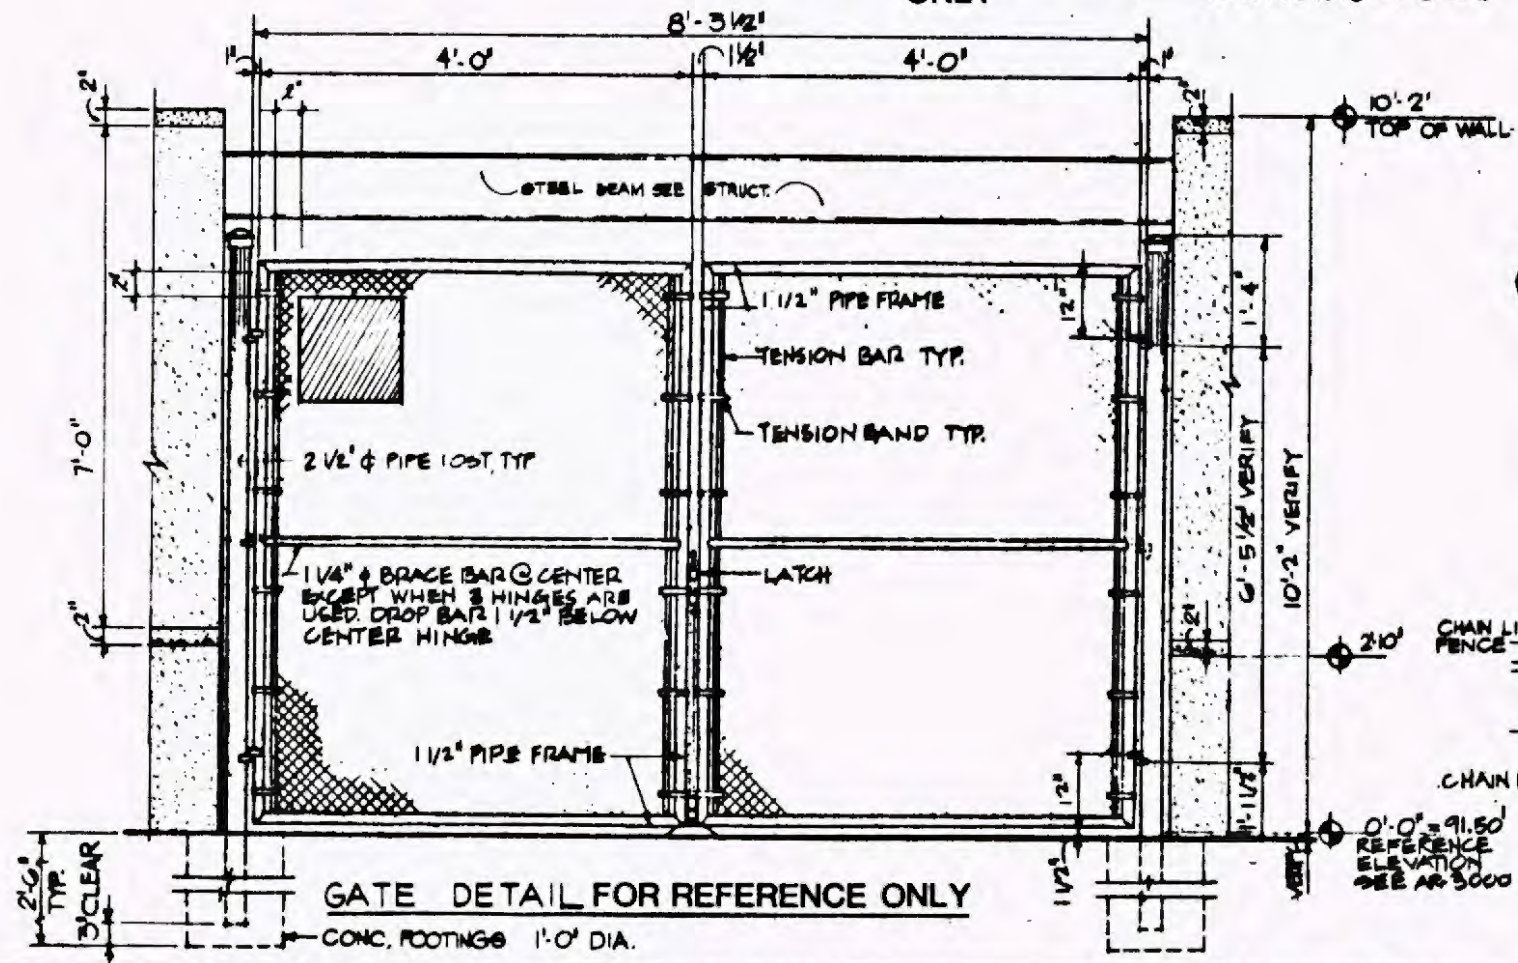 8'-3 1/2"
1"
4'-0"
1 1/2"
4'-0"
1"
2"
2"
2"
10'-2"
TOP OF WALL
STEEL BEAM SEE STRUCT.
2"
1 1/2" PIPE FRAME
12"
1'-4"
TENSION BAR TYP.
TENSION BAND TYP.
7'-0"
2 1/2" ¢ PIPE POST, TYP
6'-5 1/2" VERIFY
10'-2" VERIFY
1 1/4" ¢ BRACE BAR @ CENTER
EXCEPT WHEN 3 HINGES ARE
USED. DROP BAR 1 1/2" BELOW
CENTER HINGE
LATCH
2"
2"
2'10"
CHAIN
FENCE
1 1/2" PIPE FRAME
12"
1'-1 1/2"
CHAIN
0'-0" = 91.50'
REFERENCE
ELEVATION
SEE AR 3000
2'-6"
TYP.
3" CLEAR
1 1/2"
GATE DETAIL FOR REFERENCE ONLY
CONC. FOOTINGS 1'-0" DIA.